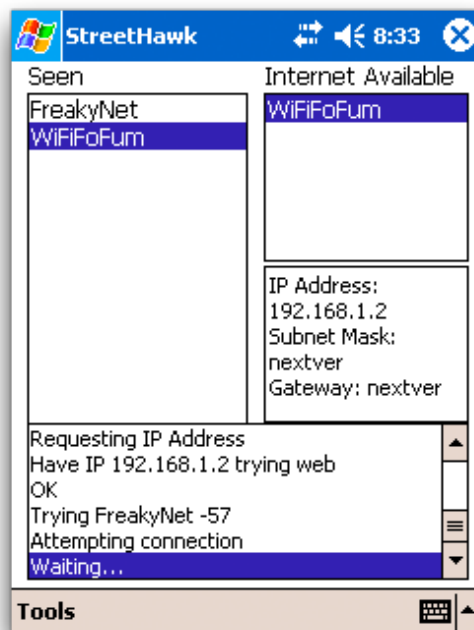 StreetHawk 8:33
Seen
Internet Available
FreakyNet
WiFiFoFum
WiFiFoFum
IP Address:
192.168.1.2
Subnet Mask:
nextver
Gateway: nextver
Requesting IP Address
Have IP 192.168.1.2 trying web
OK
Trying FreakyNet -57
Attempting connection
Waiting...
Tools